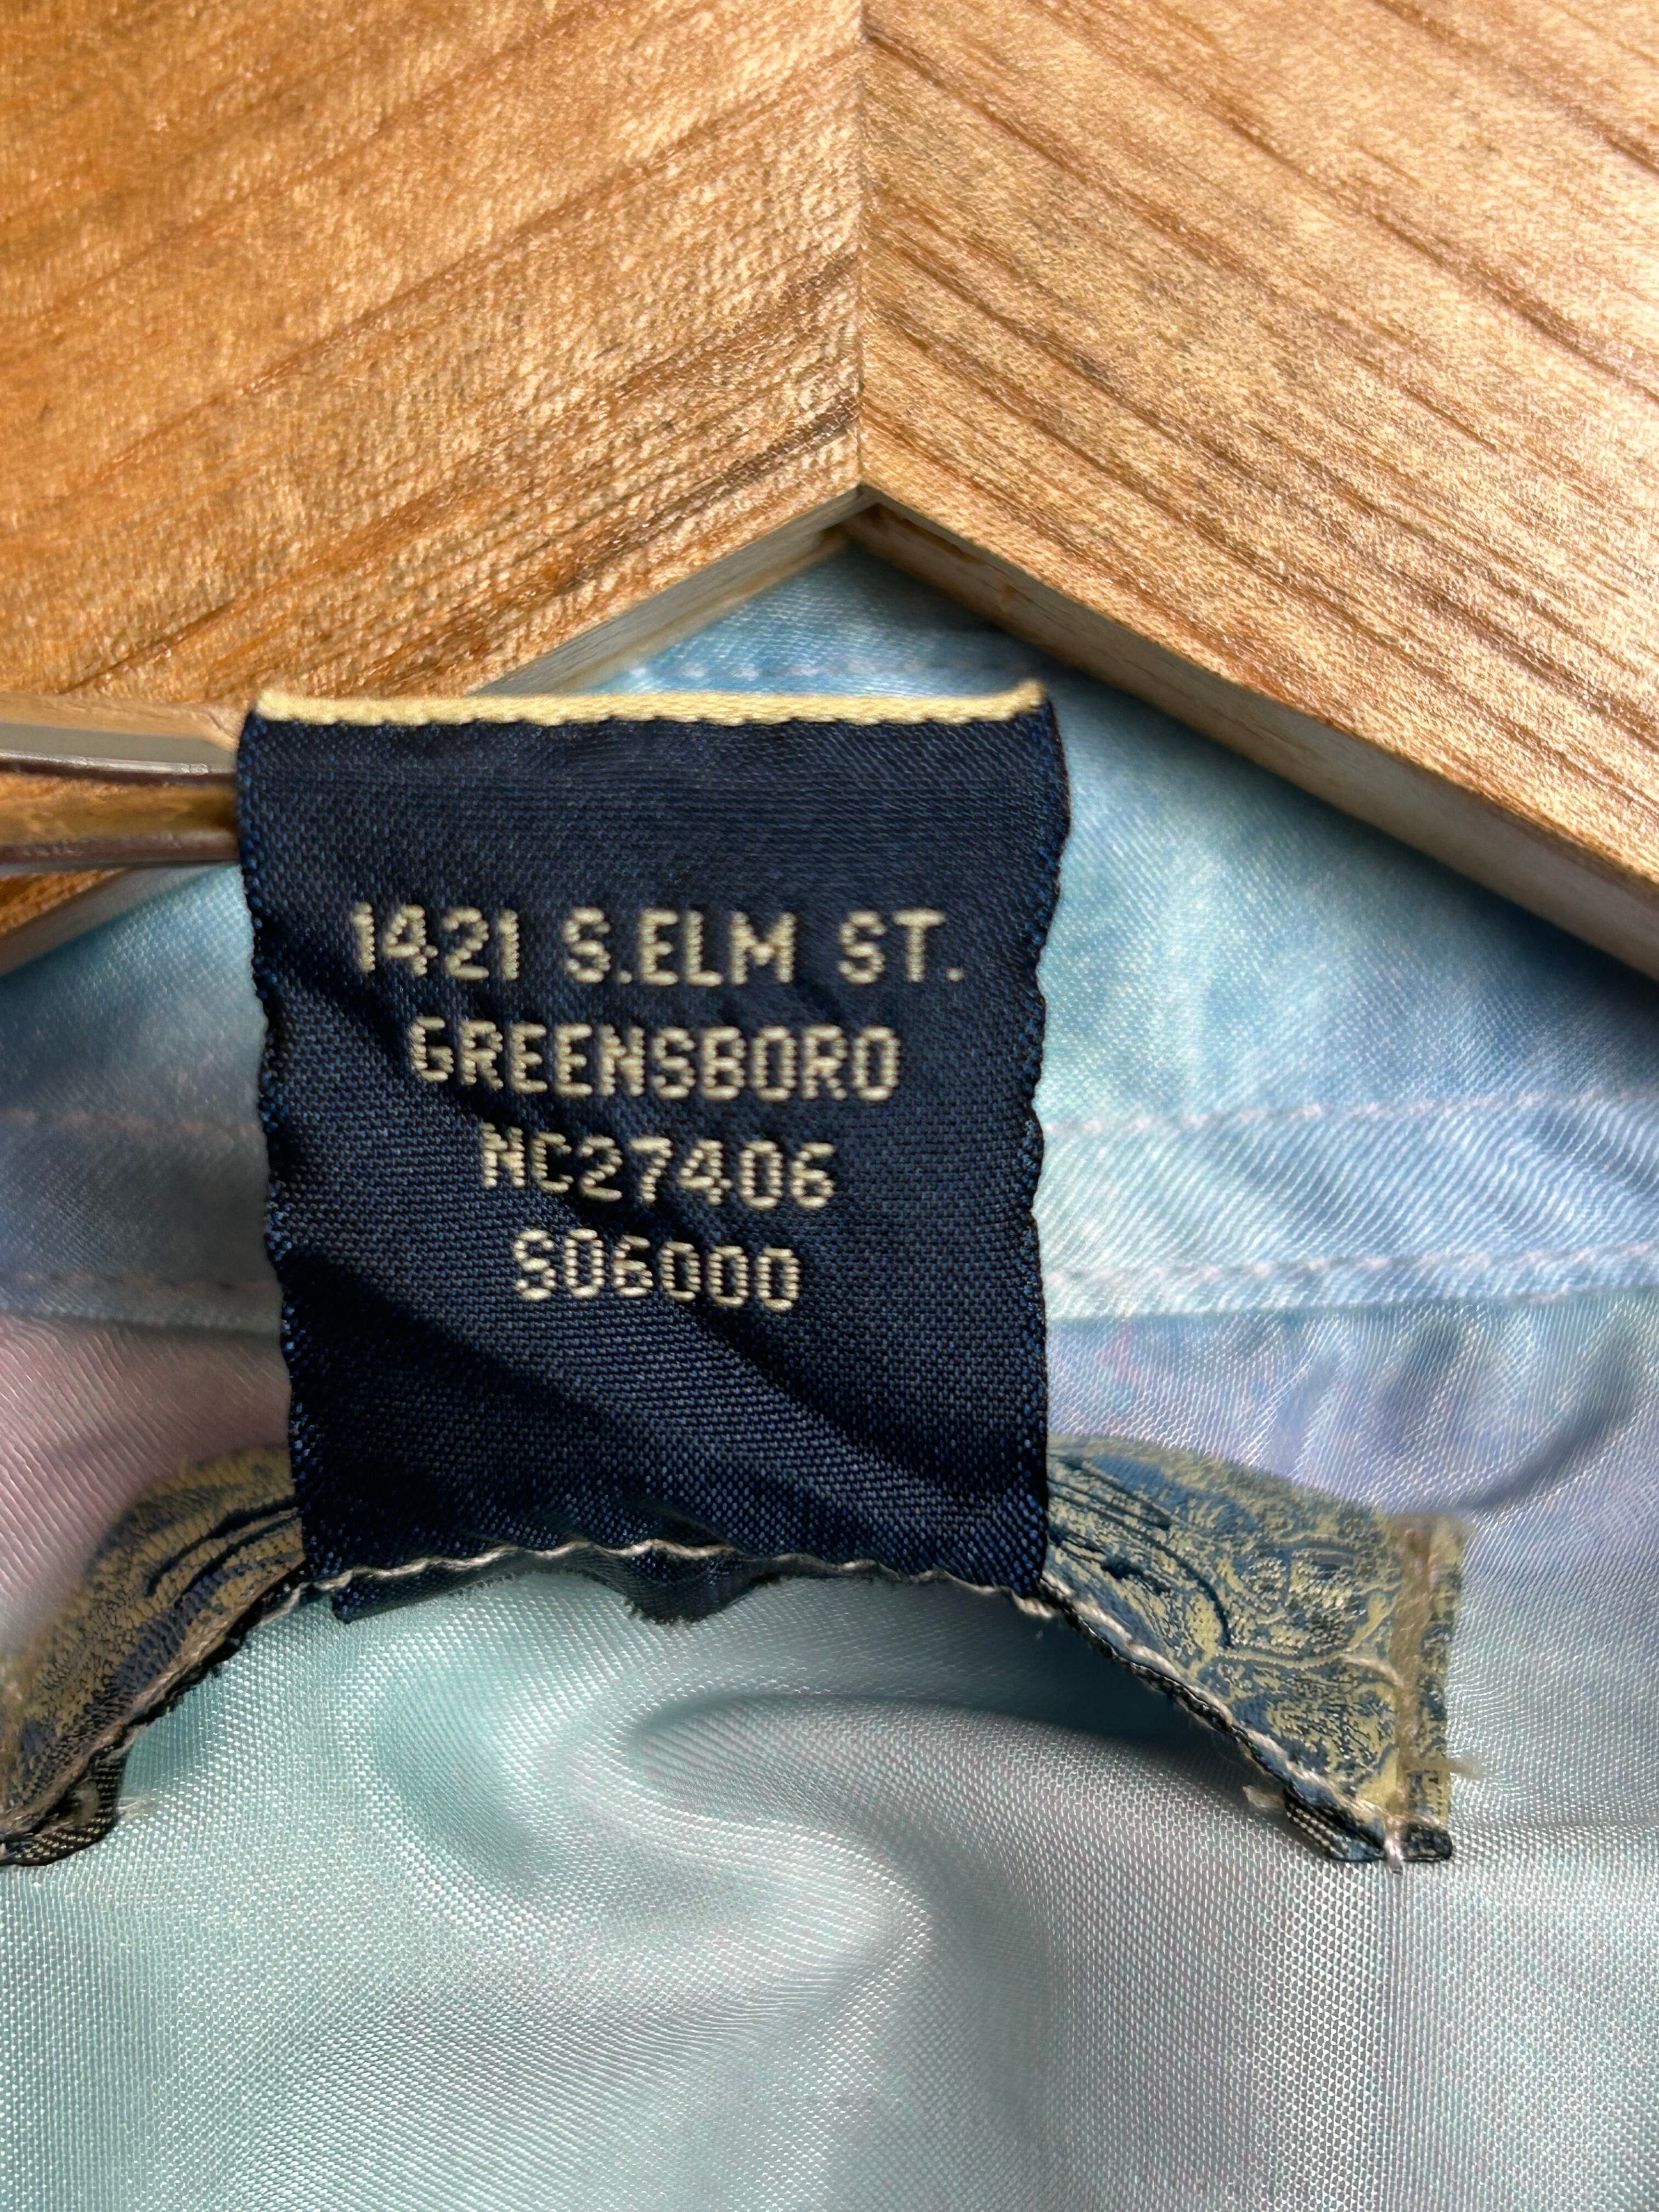 1421 S.ELM ST.
GREENSBORO
NC27406
S06000